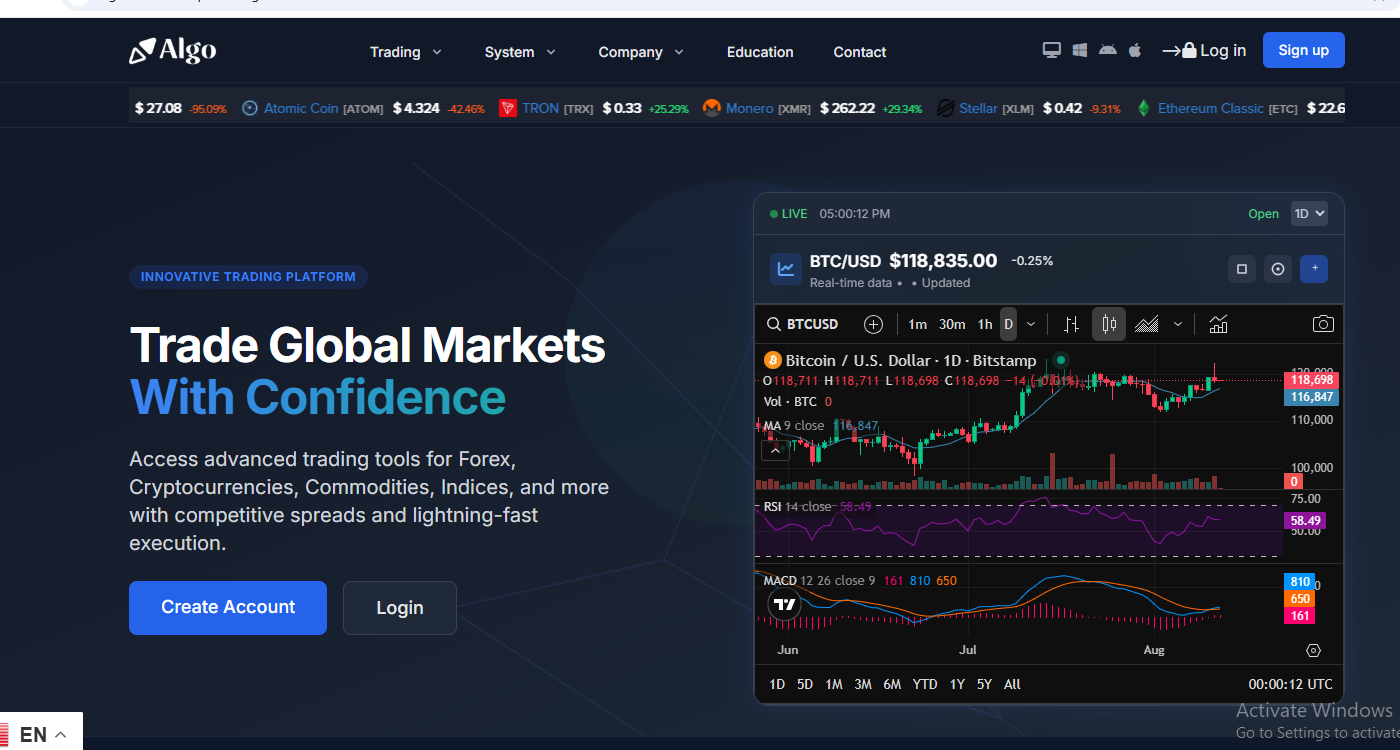 Algo
Trading
System
Company
Education
Contact
Log in
Sign up
$ 27.08 -95.09% Atomic Coin [ATOM] $ 4.324 -42.46% TRON [TRX] $ 0.33 +25.29% Monero [XMR] $ 262.22 +29.34% Stellar [XLM] $ 0.42 -9.31% Ethereum Classic [ETC] $ 22.6
INNOVATIVE TRADING PLATFORM
Trade Global Markets
With Confidence
Access advanced trading tools for Forex,
Cryptocurrencies, Commodities, Indices, and more
with competitive spreads and lightning-fast
execution.
Create Account
Login
LIVE 05:00:12 PM
Open 1D
BTC/USD $118,835.00 -0.25%
Real-time data • • Updated
+
BTCUSD 1m 30m 1h D
Bitcoin / U.S. Dollar · 1D · Bitstamp
O118,711 H118,711 L118,698 C118,698 −14 (−0.01%)
118,698
Vol · BTC 0
116,847
MA 9 close 116,847
110,000
100,000
0
75.00
RSI 14 close 58.49
58.49
50.00
MACD 12 26 close 9 161 810 650
810
650
161
Jun Jul Aug
1D 5D 1M 3M 6M YTD 1Y 5Y All 00:00:12 UTC
Activate Windows
Go to Settings to activate
EN